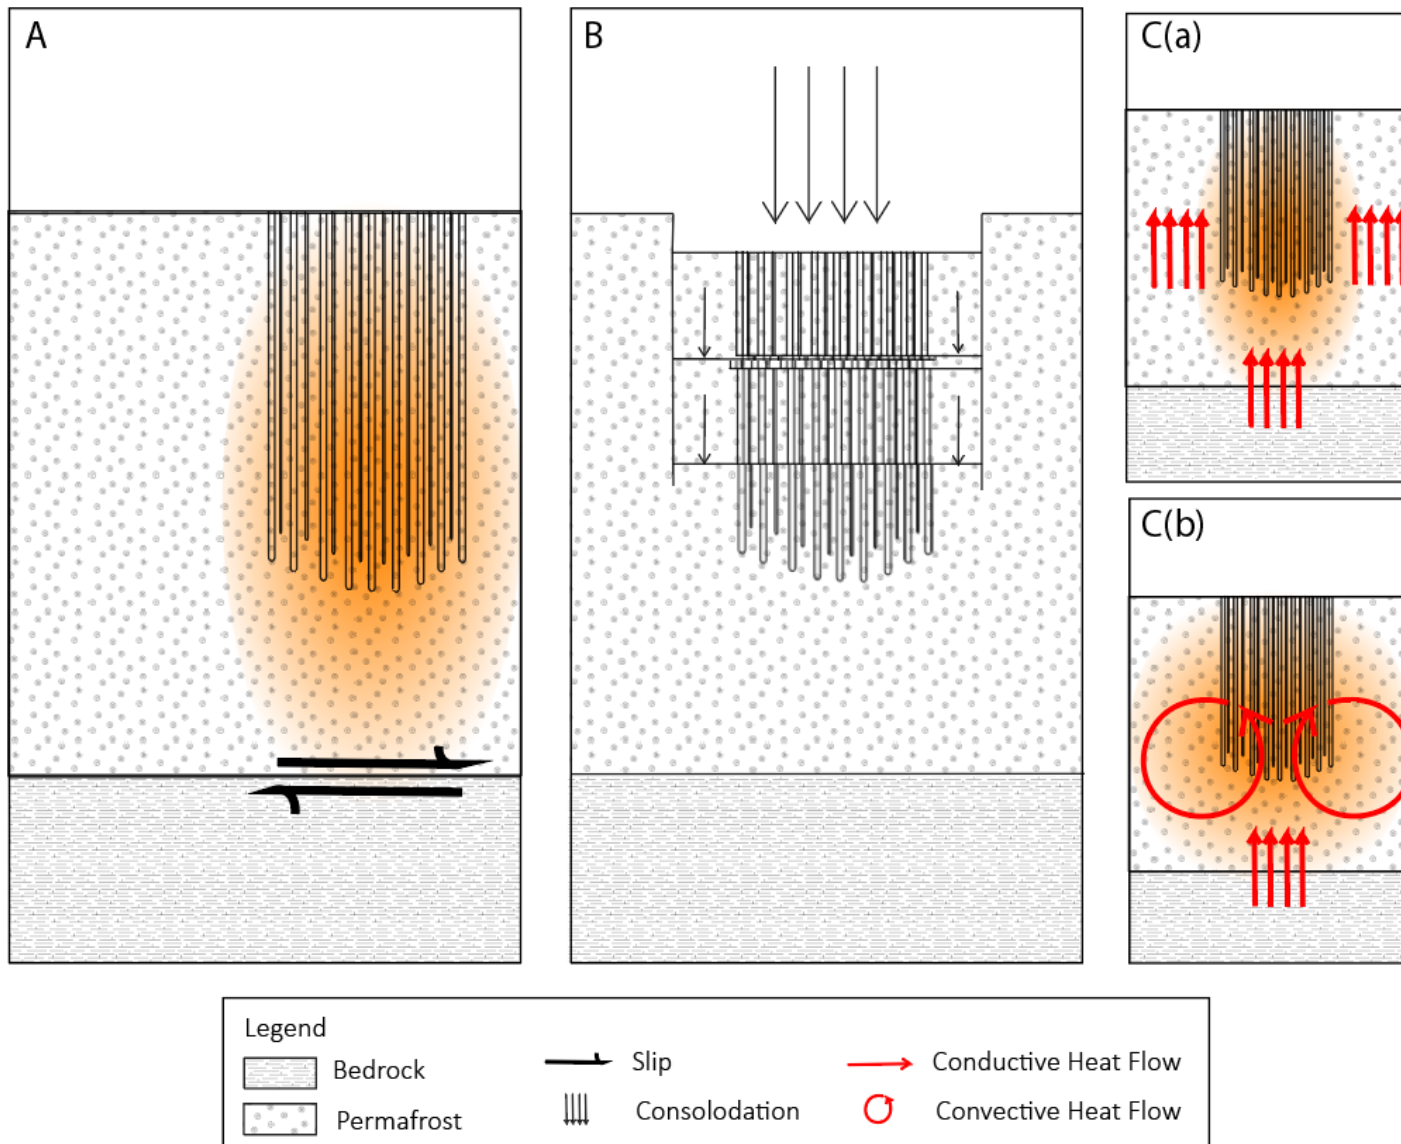 A
B
C(a)
C(b)
Legend
Bedrock
Permafrost
Slip
Consolodation
Conductive Heat Flow
Convective Heat Flow